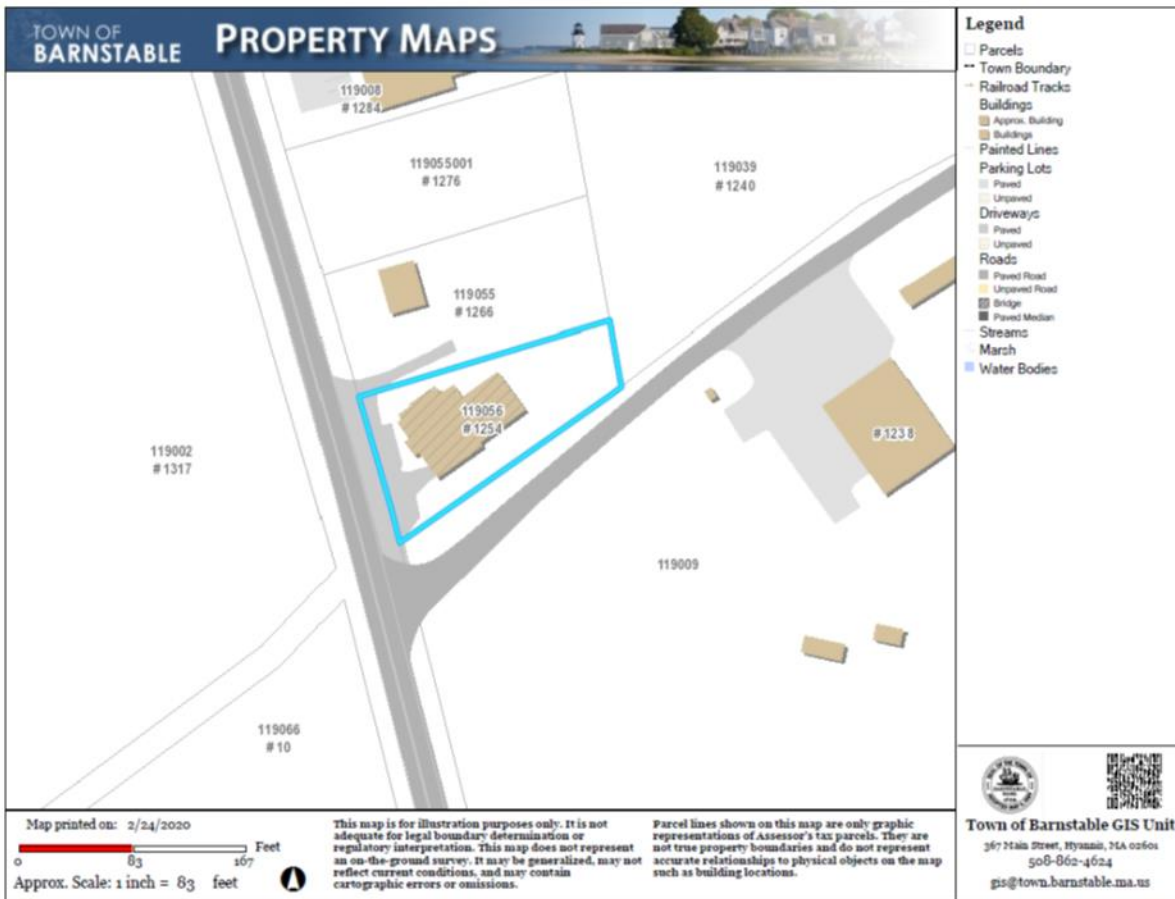 TOWN OF
BARNSTABLE
PROPERTY MAPS
119008
#1284
119055001
#1276
119039
#1240
119055
#1266
119056
#1254
119002
#1317
#1238
119009
119066
#10
Legend
Parcels
Town Boundary
Railroad Tracks
Buildings
Approx. Building
Buildings
Painted Lines
Parking Lots
Paved
Unpaved
Driveways
Paved
Unpaved
Roads
Paved Road
Unpaved Road
Bridge
Paved Median
Streams
Marsh
Water Bodies
Map printed on: 2/24/2020
Feet
0 83 167
Approx. Scale: 1 inch = 83 feet
This map is for illustration purposes only. It is not
adequate for legal boundary determination or
regulatory interpretation. This map does not represent
an on-the-ground survey. It may be generalized, may not
reflect current conditions, and may contain
cartographic errors or omissions.
Parcel lines shown on this map are only graphic
representations of Assessor's tax parcels. They are
not true property boundaries and do not represent
accurate relationships to physical objects on the map
such as building locations.
Town of Barnstable GIS Unit
367 Main Street, Hyannis, MA 02601
508-862-4624
gis@town.barnstable.ma.us